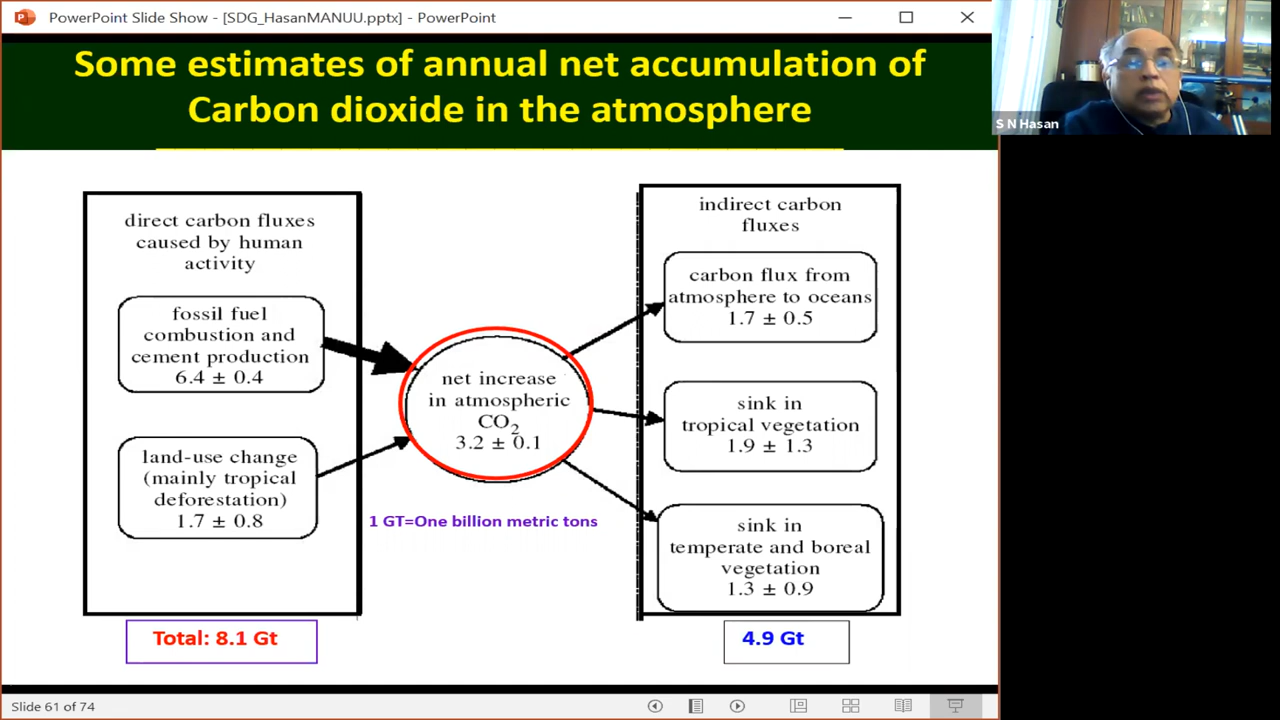 PowerPoint Slide Show - [SDG_HasanMANUU.pptx] - PowerPoint
Some estimates of annual net accumulation of
Carbon dioxide in the atmosphere
S N Hasan
direct carbon fluxes
caused by human
activity
fossil fuel
combustion and
cement production
6.4 ± 0.4
land-use change
(mainly tropical
deforestation)
1.7 ± 0.8
Total: 8.1 Gt
net increase
in atmospheric
CO2
3.2 ± 0.1
1 GT=One billion metric tons
indirect carbon
fluxes
carbon flux from
atmosphere to oceans
1.7 ± 0.5
sink in
tropical vegetation
1.9 ± 1.3
sink in
temperate and boreal
vegetation
1.3 ± 0.9
4.9 Gt
Slide 61 of 74